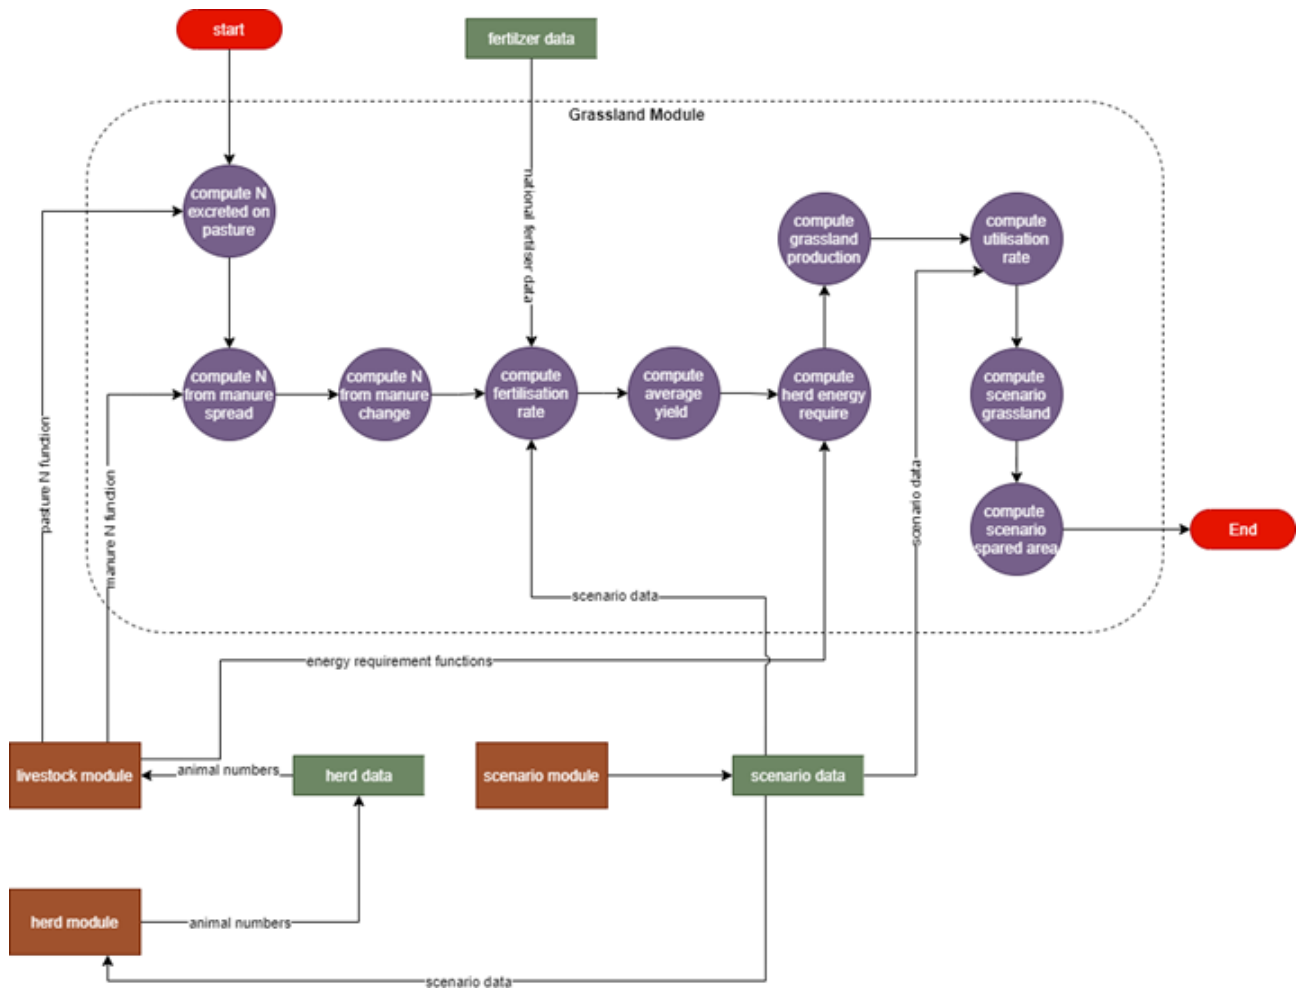 start
fertilzer data
Grassland Module
compute N
excreted on
pasture
national fertiliser data
compute
grassland
production
compute
utilisation
rate
compute N
from manure
spread
compute N
from manure
change
compute
fertilisation
rate
compute
average
yield
compute
herd energy
require
compute
scenario
grassland
pasture N function
manure N function
scenario data
compute
scenario
spared area
End
scenario data
energy requirement functions
livestock module
animal numbers
herd data
scenario module
scenario data
herd module
animal numbers
scenario data